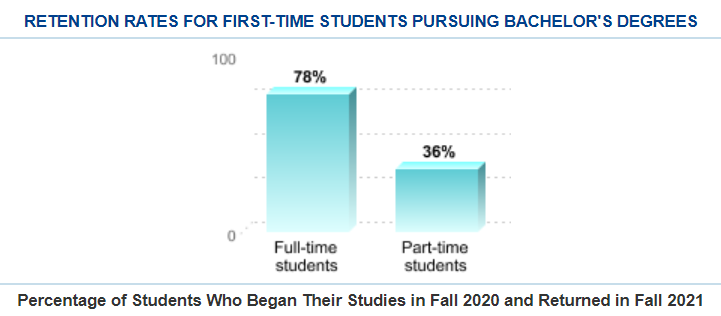 RETENTION RATES FOR FIRST-TIME STUDENTS PURSUING BACHELOR'S DEGREES
100
78%
36%
0
Full-time
students
Part-time
students
Percentage of Students Who Began Their Studies in Fall 2020 and Returned in Fall 2021